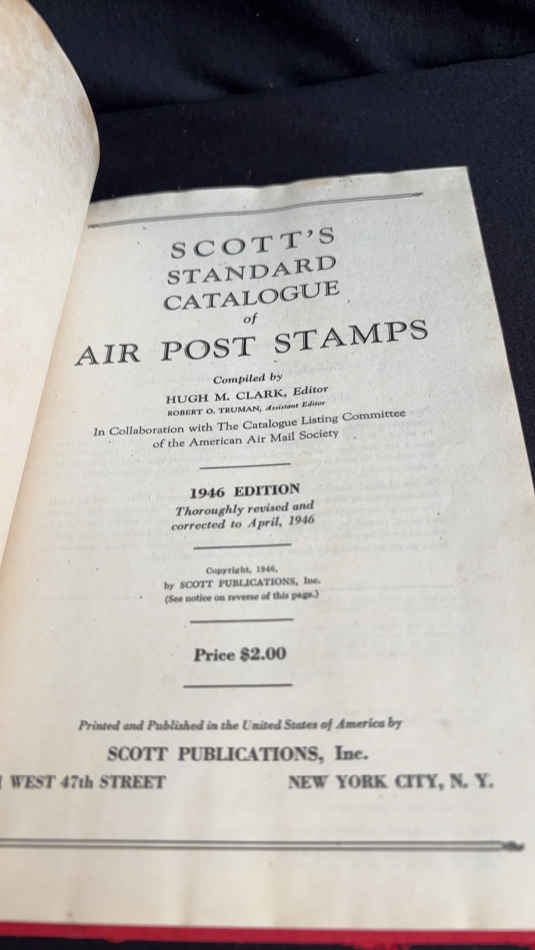 SCOTT'S
STANDARD
CATALOGUE
of
AIR POST STAMPS
Compiled by
HUGH M. CLARK, Editor
ROBERT O. TRUMAN, Assistant Editor
In Collaboration with The Catalogue Listing Committee
of the American Air Mail Society
1946 EDITION
Thoroughly revised and
corrected to April, 1946
Copyright, 1946,
by SCOTT PUBLICATIONS, Inc.
(See notice on reverse of this page.)
Price $2.00
Printed and Published in the United States of America by
SCOTT PUBLICATIONS, Inc.
WEST 47th STREET NEW YORK CITY, N. Y.